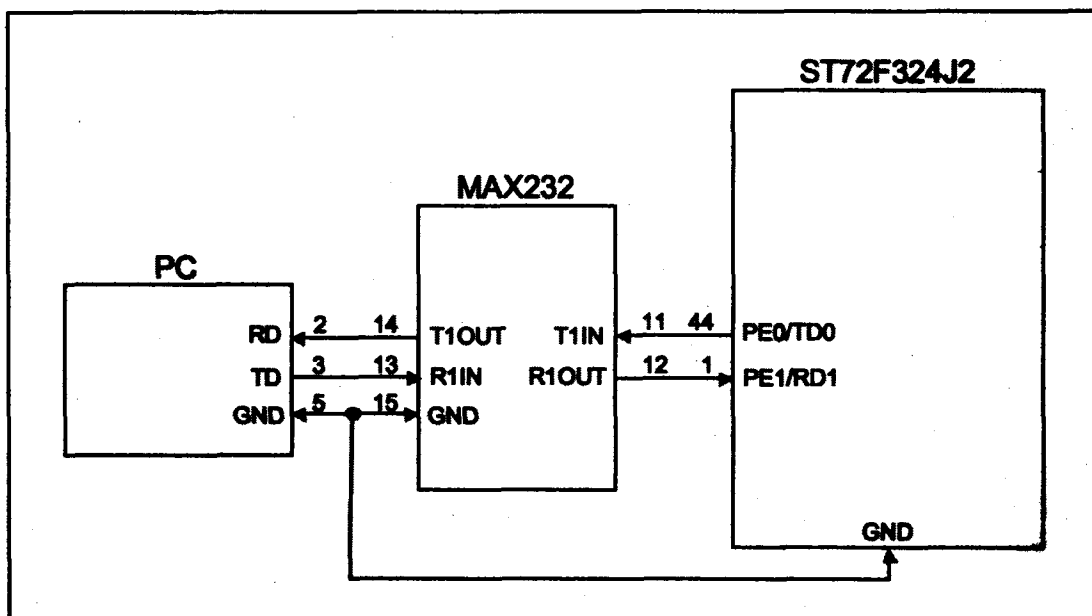 ST72F324J2
MAX232
PC
RD 2 14 T1OUT T1IN 11 44 PE0/TD0
TD 3 13 R1IN R1OUT 12 1 PE1/RD1
GND 5 15 GND
GND